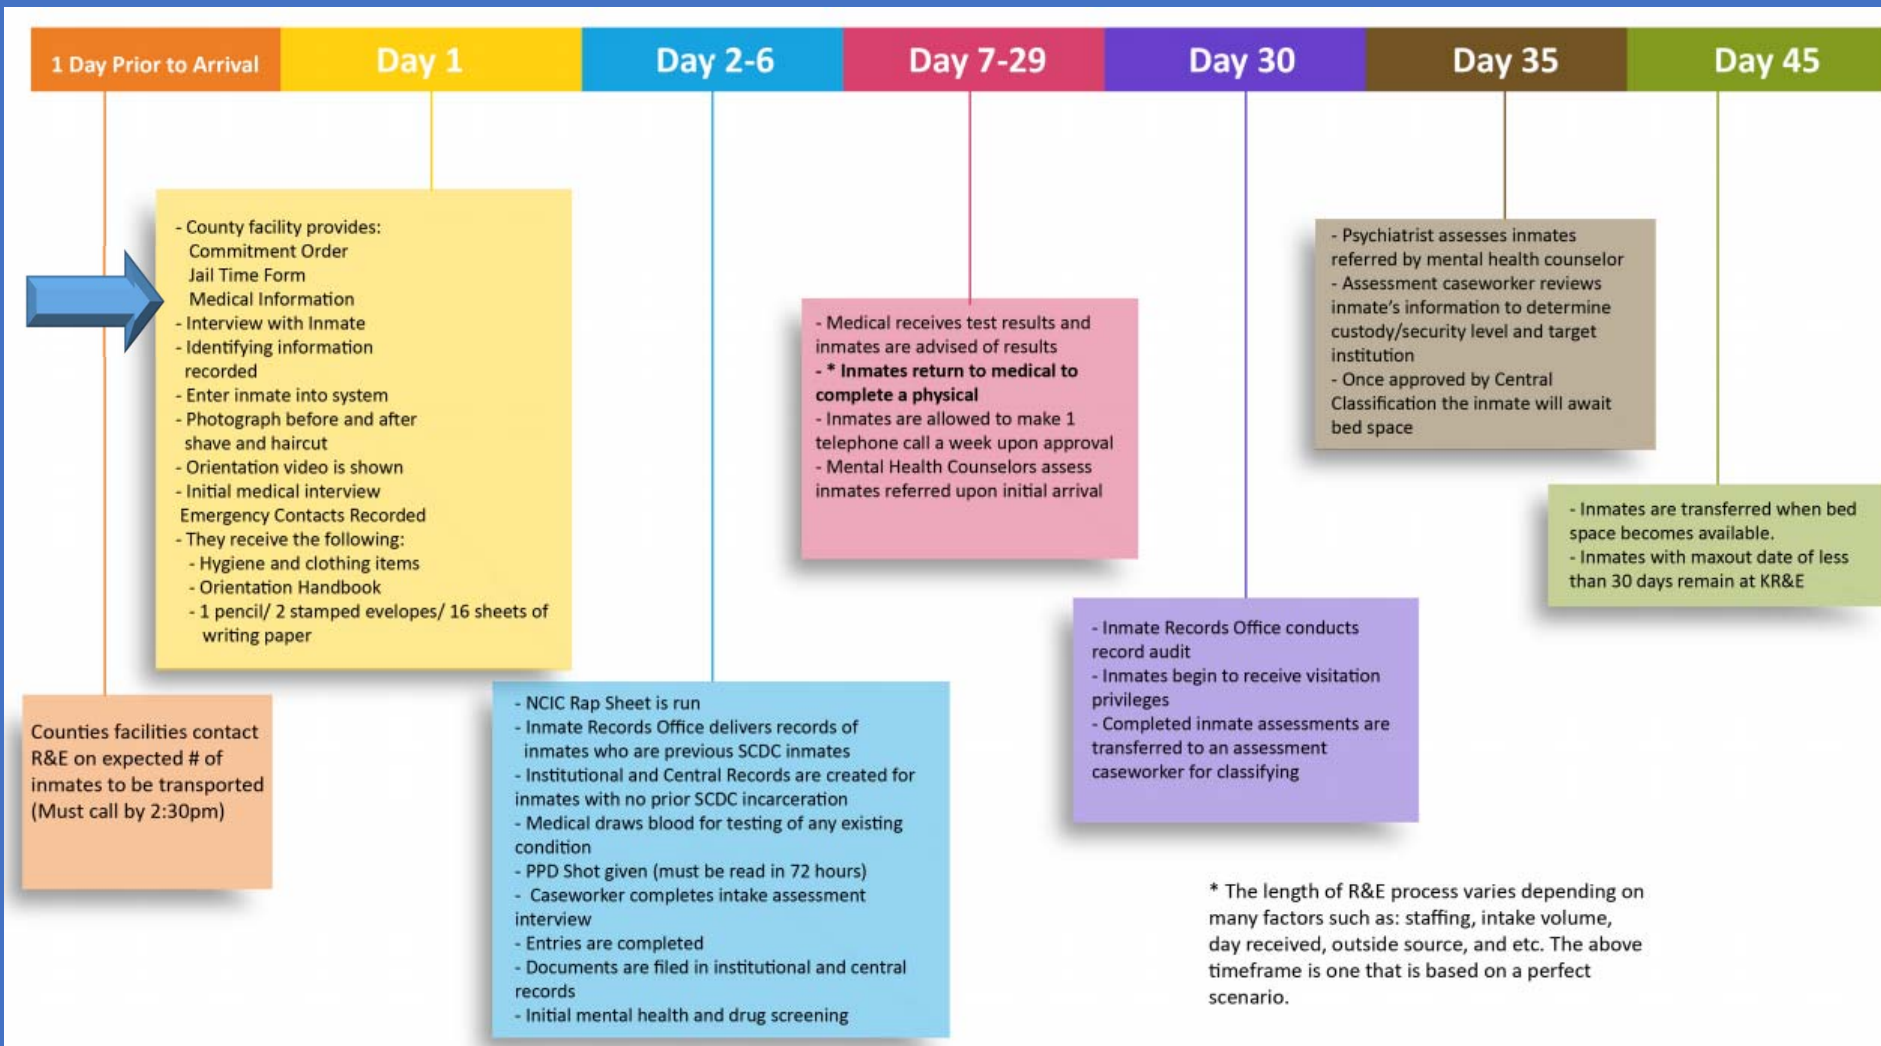 1 Day Prior to Arrival
Day 1
Day 2-6
Day 7-29
Day 30
Day 35
Day 45
Counties facilities contact
R&E on expected # of
inmates to be transported
(Must call by 2:30pm)
- County facility provides:
Commitment Order
Jail Time Form
Medical Information
- Interview with Inmate
- Identifying information
recorded
- Enter inmate into system
- Photograph before and after
shave and haircut
- Orientation video is shown
- Initial medical interview
Emergency Contacts Recorded
- They receive the following:
- Hygiene and clothing items
- Orientation Handbook
- 1 pencil/ 2 stamped evelopes/ 16 sheets of
writing paper
- NCIC Rap Sheet is run
- Inmate Records Office delivers records of
inmates who are previous SCDC inmates
- Institutional and Central Records are created for
inmates with no prior SCDC incarceration
- Medical draws blood for testing of any existing
condition
- PPD Shot given (must be read in 72 hours)
- Caseworker completes intake assessment
interview
- Entries are completed
- Documents are filed in institutional and central
records
- Initial mental health and drug screening
- Medical receives test results and
inmates are advised of results
- * Inmates return to medical to
complete a physical
- Inmates are allowed to make 1
telephone call a week upon approval
- Mental Health Counselors assess
inmates referred upon initial arrival
- Inmate Records Office conducts
record audit
- Inmates begin to receive visitation
privileges
- Completed inmate assessments are
transferred to an assessment
caseworker for classifying
- Psychiatrist assesses inmates
referred by mental health counselor
- Assessment caseworker reviews
inmate's information to determine
custody/security level and target
institution
- Once approved by Central
Classification the inmate will await
bed space
- Inmates are transferred when bed
space becomes available.
- Inmates with maxout date of less
than 30 days remain at KR&E
* The length of R&E process varies depending on
many factors such as: staffing, intake volume,
day received, outside source, and etc. The above
timeframe is one that is based on a perfect
scenario.